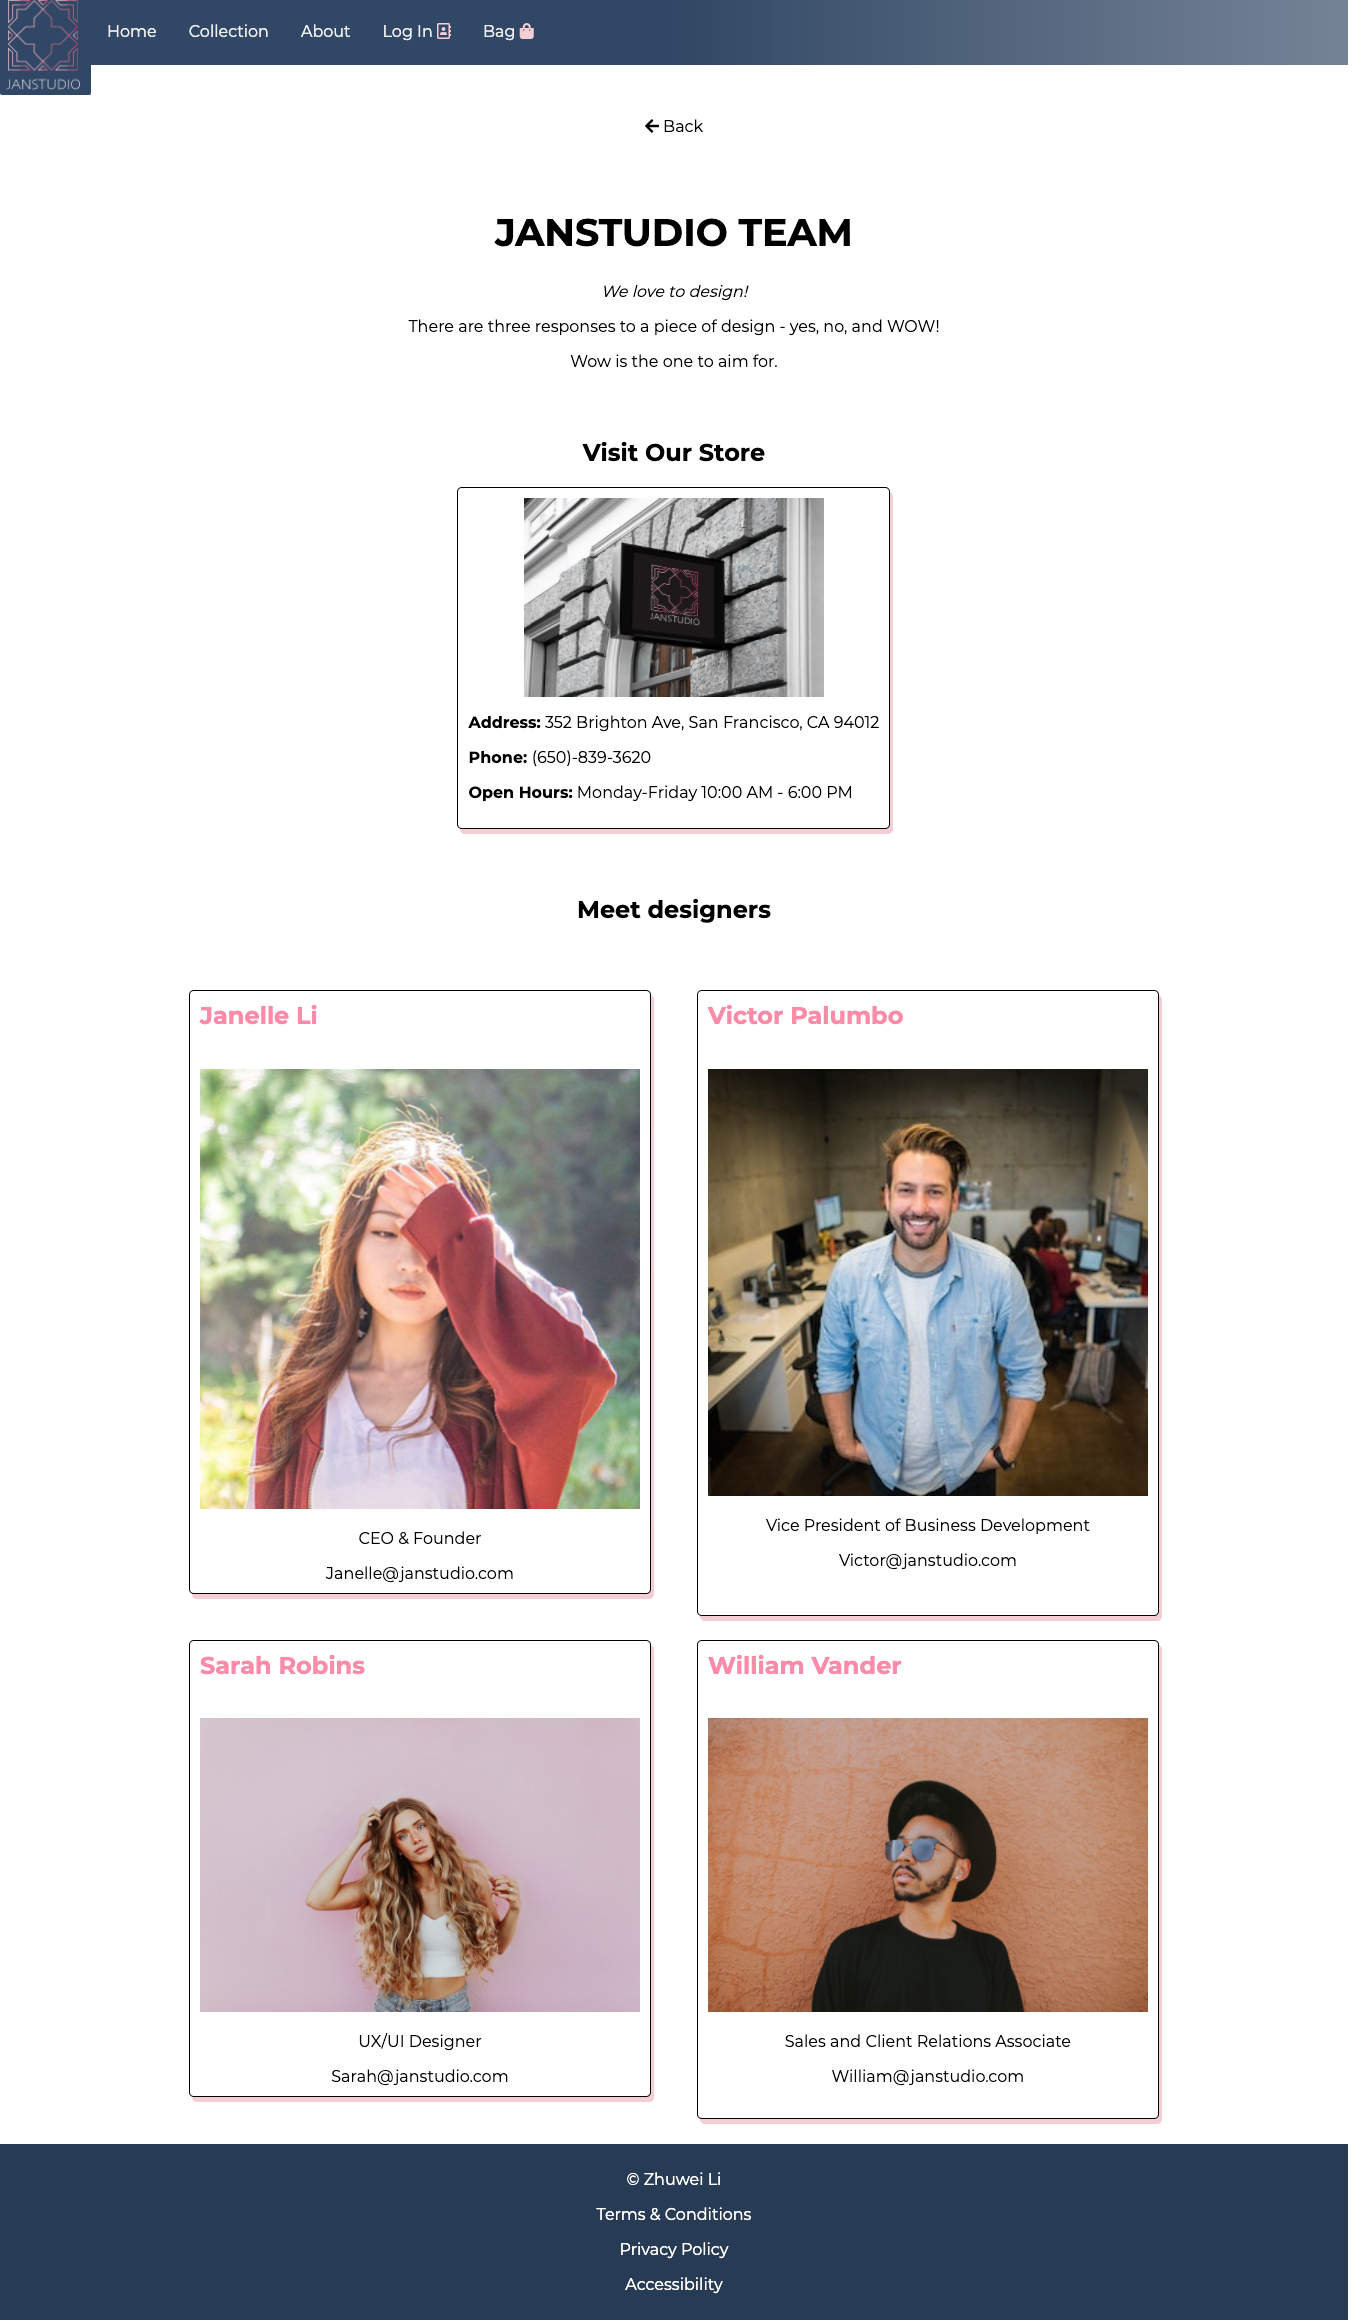 JANSTUDIO
Home
Collection
About
Log In
Bag
Back
JANSTUDIO TEAM
We love to design!
There are three responses to a piece of design - yes, no, and WOW!
Wow is the one to aim for.
Visit Our Store
JANSTUDIO
Address: 352 Brighton Ave, San Francisco, CA 94012
Phone: (650)-839-3620
Open Hours: Monday-Friday 10:00 AM - 6:00 PM
Meet designers
Janelle Li
CEO & Founder
Janelle@janstudio.com
Victor Palumbo
Vice President of Business Development
Victor@janstudio.com
Sarah Robins
UX/UI Designer
Sarah@janstudio.com
William Vander
Sales and Client Relations Associate
William@janstudio.com
© Zhuwei Li
Terms & Conditions
Privacy Policy
Accessibility